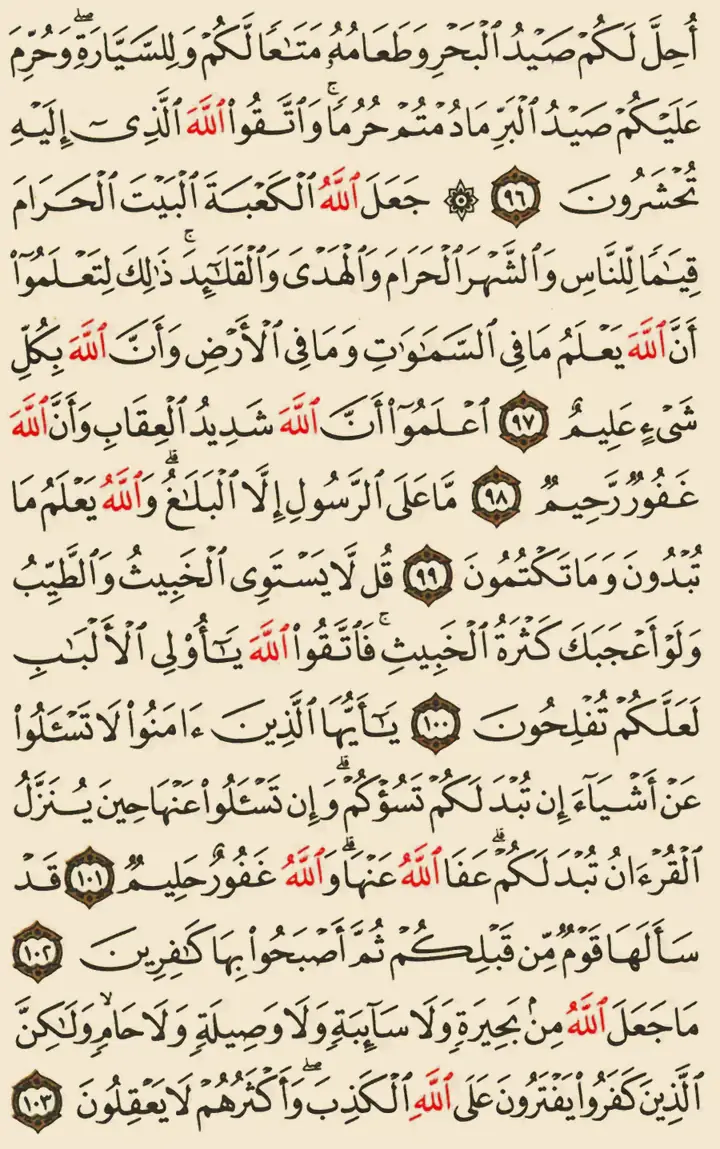 أُحِلَّ لَكُمْ صَيْدُ ٱلْبَحْرِ وَطَعَامُهُۥ مَتَٰعًا لَّكُمْ وَلِلسَّيَّارَةِۖ وَحُرِّمَ
عَلَيْكُمْ صَيْدُ ٱلْبَرِّ مَا دُمْتُمْ حُرُمًاۗ وَٱتَّقُوا۟ ٱللَّهَ ٱلَّذِىٓ إِلَيْهِ
تُحْشَرُونَ ٩٦ ۞ جَعَلَ ٱللَّهُ ٱلْكَعْبَةَ ٱلْبَيْتَ ٱلْحَرَامَ
قِيَٰمًا لِّلنَّاسِ وَٱلشَّهْرَ ٱلْحَرَامَ وَٱلْهَدْىَ وَٱلْقَلَٰٓئِدَۚ ذَٰلِكَ لِتَعْلَمُوٓا۟
أَنَّ ٱللَّهَ يَعْلَمُ مَا فِى ٱلسَّمَٰوَٰتِ وَمَا فِى ٱلْأَرْضِ وَأَنَّ ٱللَّهَ بِكُلِّ
شَىْءٍ عَلِيمٌ ٩٧ ٱعْلَمُوٓا۟ أَنَّ ٱللَّهَ شَدِيدُ ٱلْعِقَابِ وَأَنَّ ٱللَّهَ
غَفُورٌ رَّحِيمٌ ٩٨ مَّا عَلَى ٱلرَّسُولِ إِلَّا ٱلْبَلَٰغُۗ وَٱللَّهُ يَعْلَمُ مَا
تُبْدُونَ وَمَا تَكْتُمُونَ ٩٩ قُل لَّا يَسْتَوِى ٱلْخَبِيثُ وَٱلطَّيِّبُ
وَلَوْ أَعْجَبَكَ كَثْرَةُ ٱلْخَبِيثِۚ فَٱتَّقُوا۟ ٱللَّهَ يَٰٓأُو۟لِى ٱلْأَلْبَٰبِ
لَعَلَّكُمْ تُفْلِحُونَ ١٠٠ يَٰٓأَيُّهَا ٱلَّذِينَ ءَامَنُوا۟ لَا تَسْـَٔلُوا۟
عَنْ أَشْيَآءَ إِن تُبْدَ لَكُمْ تَسُؤْكُمْۗ وَإِن تَسْـَٔلُوا۟ عَنْهَا حِينَ يُنَزَّلُ
ٱلْقُرْءَانُ تُبْدَ لَكُمْۗ عَفَا ٱللَّهُ عَنْهَاۗ وَٱللَّهُ غَفُورٌ حَلِيمٌ ١٠١ قَدْ
سَأَلَهَا قَوْمٌ مِّن قَبْلِكُمْ ثُمَّ أَصْبَحُوا۟ بِهَا كَٰفِرِينَ ١٠٢
مَا جَعَلَ ٱللَّهُ مِنۢ بَحِيرَةٍ وَلَا سَآئِبَةٍ وَلَا وَصِيلَةٍ وَلَا حَامٍۙ وَلَٰكِنَّ
ٱلَّذِينَ كَفَرُوا۟ يَفْتَرُونَ عَلَى ٱللَّهِ ٱلْكَذِبَۖ وَأَكْثَرُهُمْ لَا يَعْقِلُونَ ١٠٣